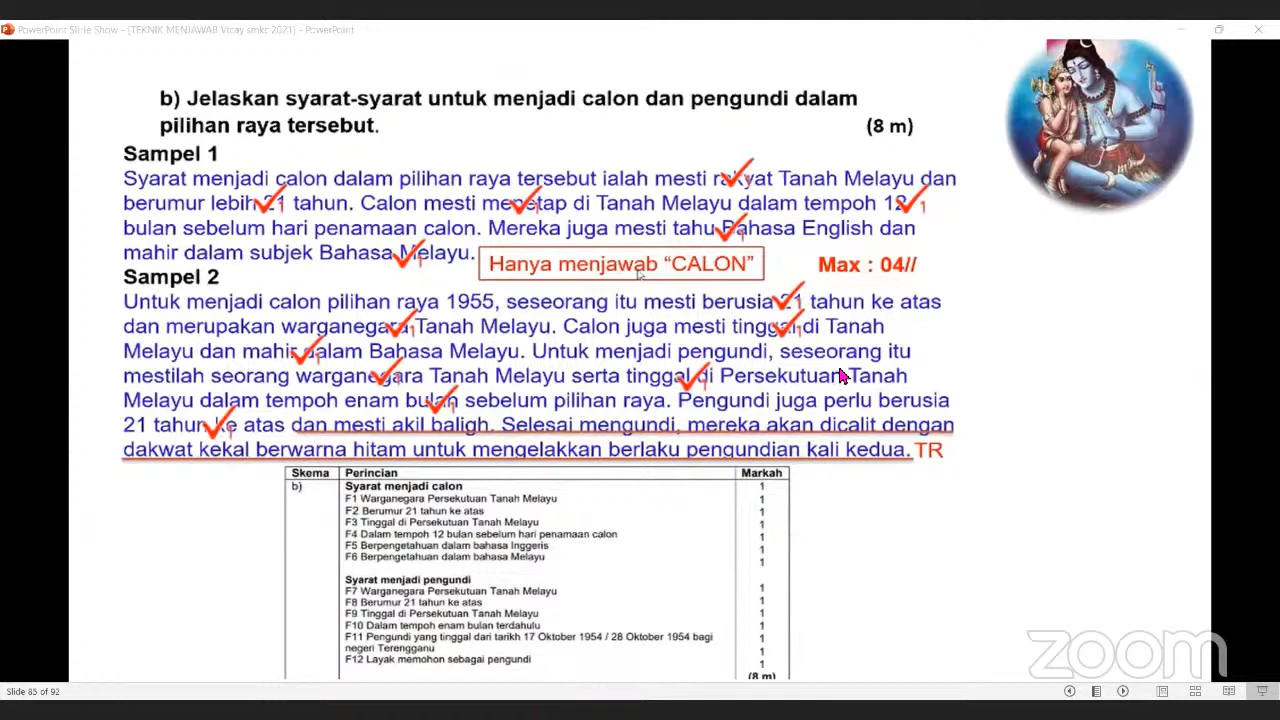 PowerPoint Slide Show - [TEKNIK MENJAWAB Vicay smkc 2021] - PowerPoint
b) Jelaskan syarat-syarat untuk menjadi calon dan pengundi dalam
pilihan raya tersebut. (8 m)
Sampel 1
Syarat menjadi calon dalam pilihan raya tersebut ialah mesti rakyat Tanah Melayu dan
berumur lebih 21 tahun. Calon mesti menetap di Tanah Melayu dalam tempoh 12
bulan sebelum hari penamaan calon. Mereka juga mesti tahu Bahasa English dan
mahir dalam subjek Bahasa Melayu.
Hanya menjawab “CALON” Max : 04//
Sampel 2
Untuk menjadi calon pilihan raya 1955, seseorang itu mesti berusia 21 tahun ke atas
dan merupakan warganegara Tanah Melayu. Calon juga mesti tinggal di Tanah
Melayu dan mahir dalam Bahasa Melayu. Untuk menjadi pengundi, seseorang itu
mestilah seorang warganegara Tanah Melayu serta tinggal di Persekutuan Tanah
Melayu dalam tempoh enam bulan sebelum pilihan raya. Pengundi juga perlu berusia
21 tahun ke atas dan mesti akil baligh. Selesai mengundi, mereka akan dicalit dengan
dakwat kekal berwarna hitam untuk mengelakkan berlaku pengundian kali kedua. TR
Skema Perincian Markah
b) Syarat menjadi calon 1
F1 Warganegara Persekutuan Tanah Melayu 1
F2 Berumur 21 tahun ke atas 1
F3 Tinggal di Persekutuan Tanah Melayu 1
F4 Dalam tempoh 12 bulan sebelum hari penamaan calon 1
F5 Berpengetahuan dalam bahasa Inggeris 1
F6 Berpengetahuan dalam bahasa Melayu 1
Syarat menjadi pengundi
F7 Warganegara Persekutuan Tanah Melayu 1
F8 Berumur 21 tahun ke atas 1
F9 Tinggal di Persekutuan Tanah Melayu 1
F10 Dalam tempoh enam bulan terdahulu 1
F11 Pengundi yang tinggal dari tarikh 17 Oktober 1954 / 28 Oktober 1954 bagi 1
negeri Terengganu 1
F12 Layak memohon sebagai pengundi 1
(8 m)
zoom
Slide 85 of 92